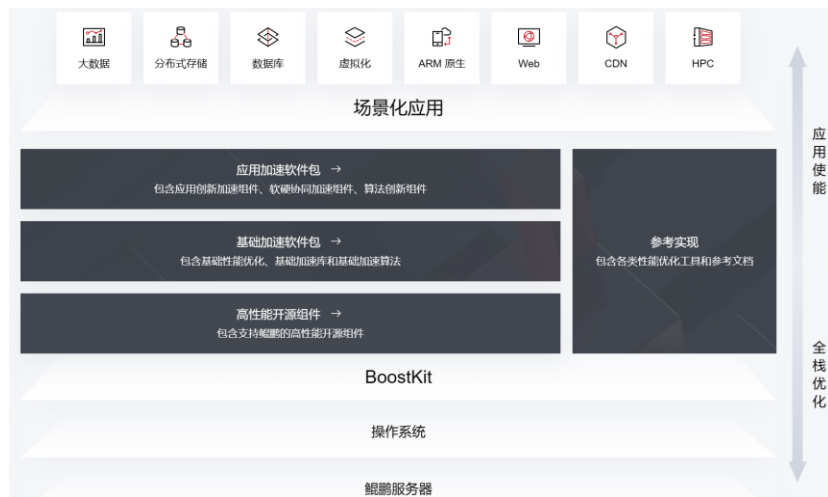 大数据
分布式存储
数据库
虚拟化
ARM 原生
Web
CDN
HPC
场景化应用
应用加速软件包 →
包含应用创新加速组件、软硬协同加速组件、算法创新组件
基础加速软件包 →
包含基础性能优化、基础加速库和基础加速算法
高性能开源组件 →
包含支持鲲鹏的高性能开源组件
参考实现
包含各类性能优化工具和参考文档
BoostKit
操作系统
鲲鹏服务器
应用使能
全栈优化